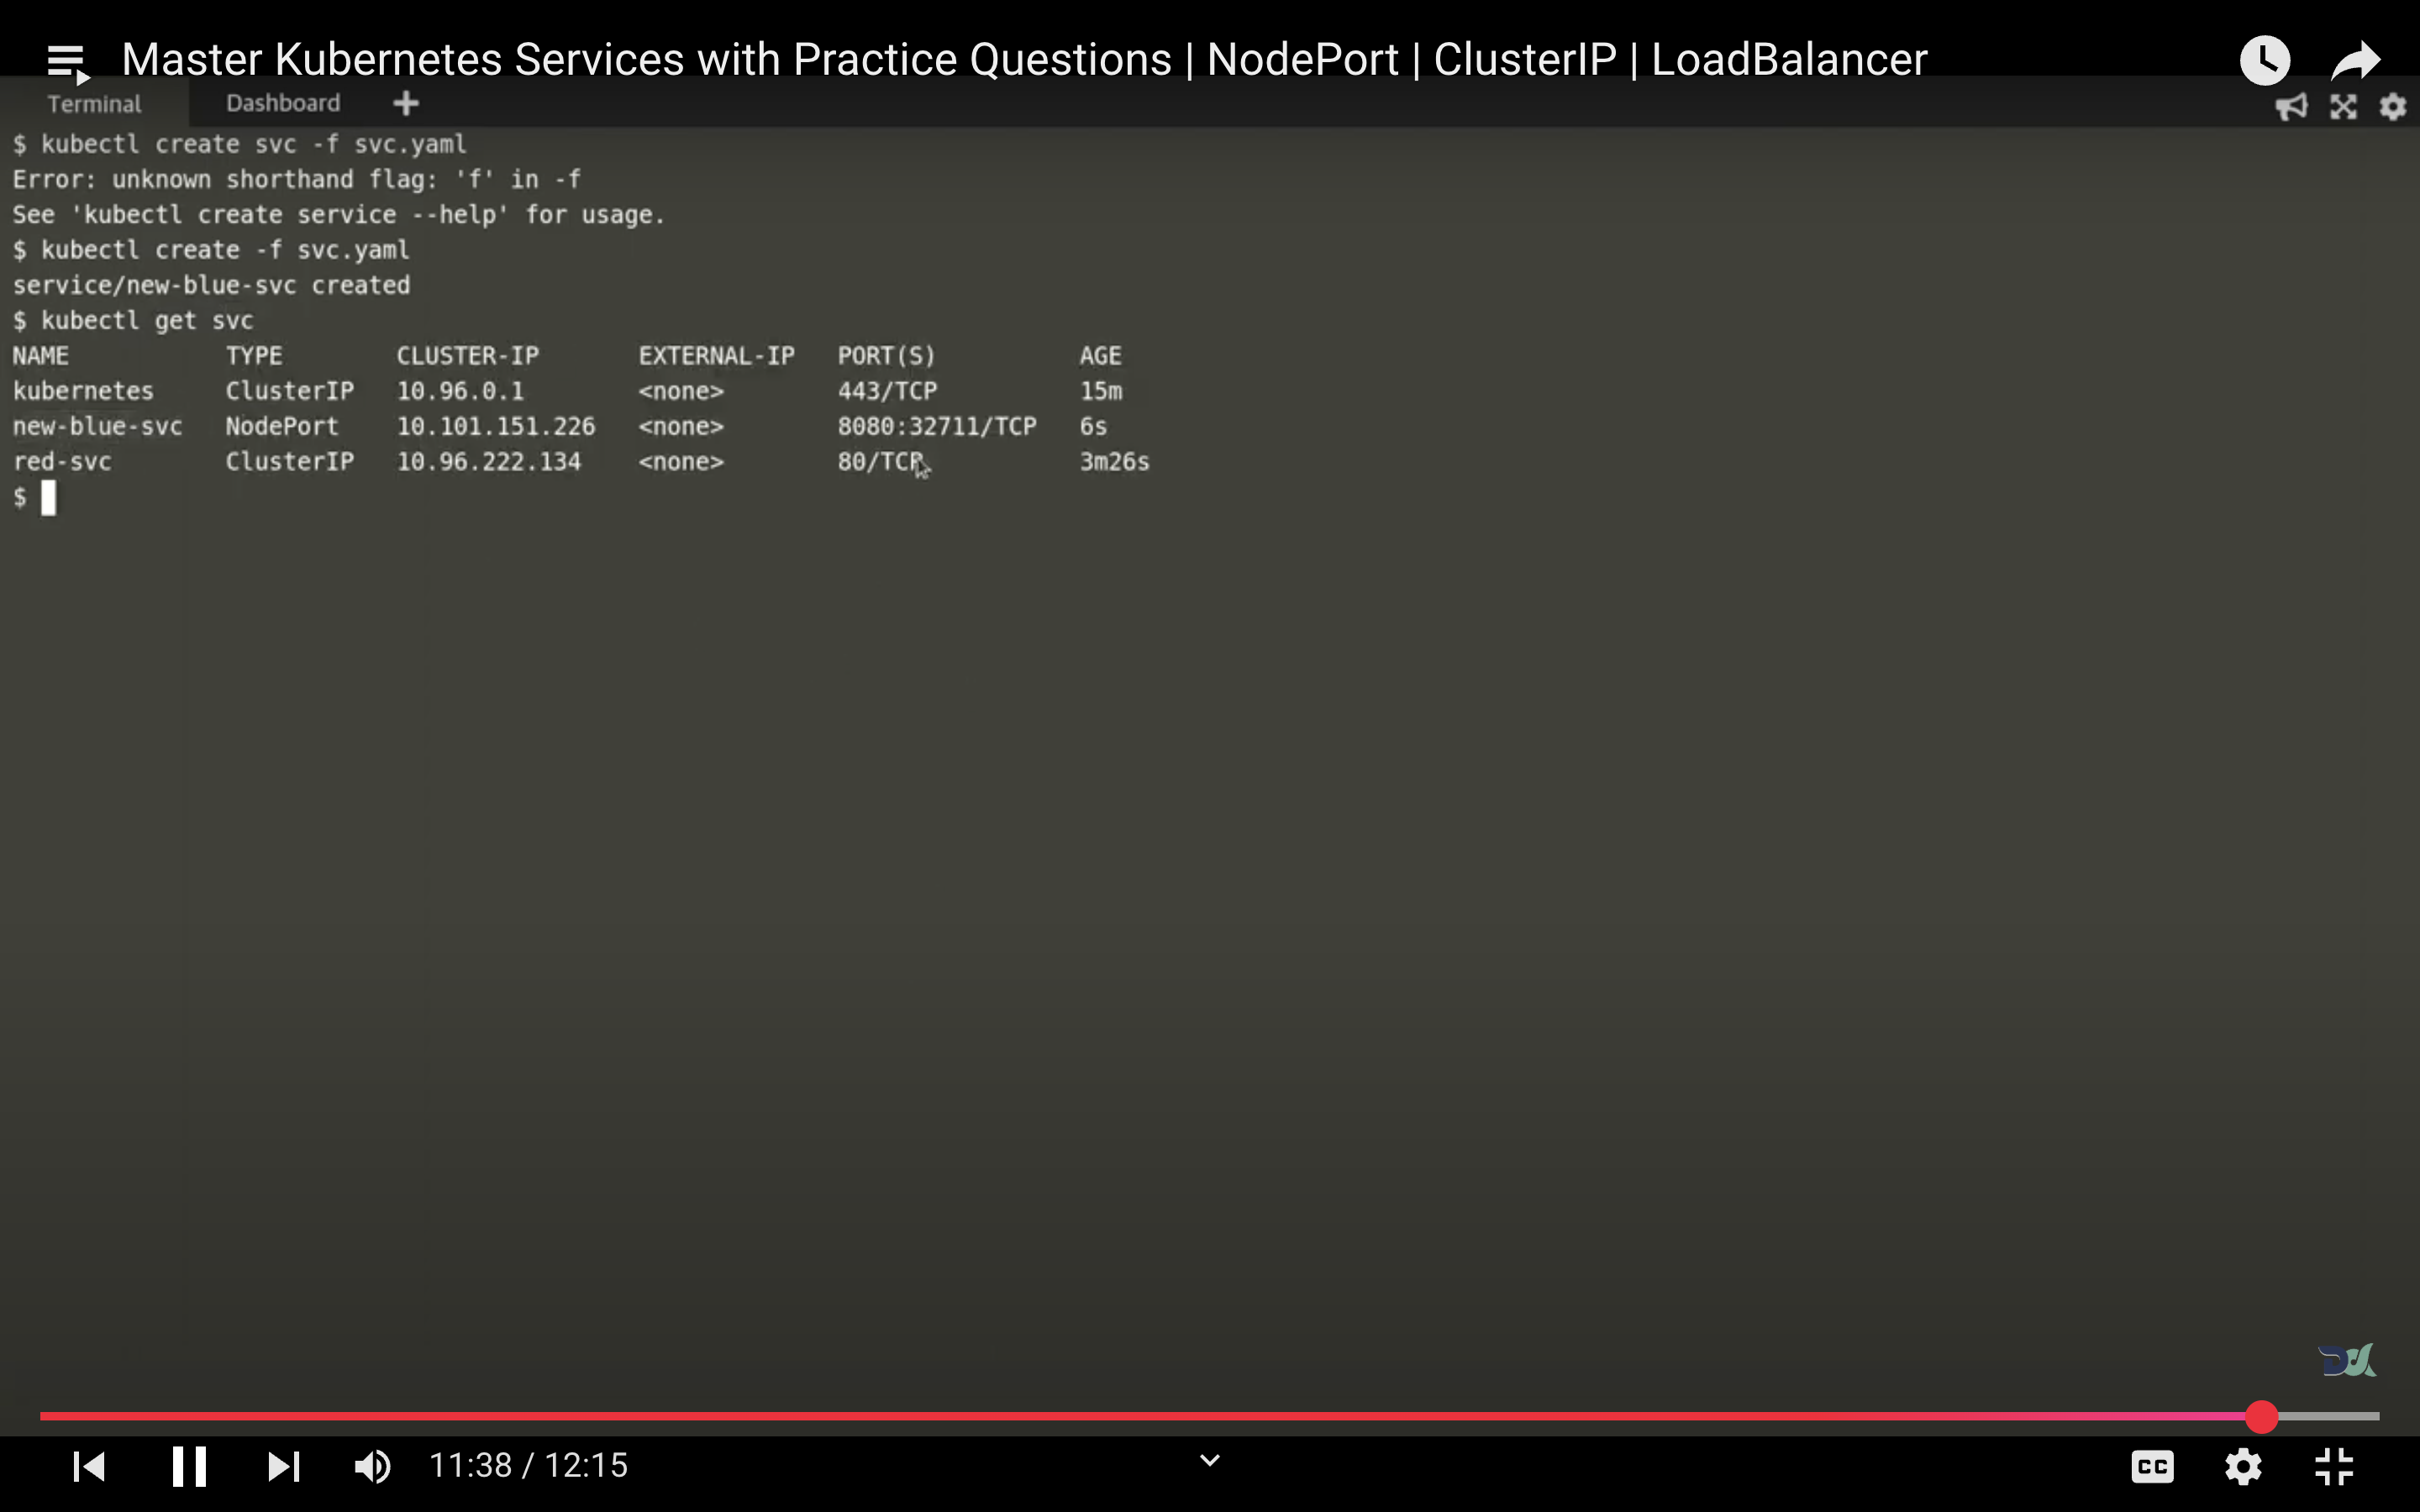 Master Kubernetes Services with Practice Questions | NodePort | ClusterIP | LoadBalancer
Terminal Dashboard +
$ kubectl create svc -f svc.yaml
Error: unknown shorthand flag: 'f' in -f
See 'kubectl create service --help' for usage.
$ kubectl create -f svc.yaml
service/new-blue-svc created
$ kubectl get svc
NAME TYPE CLUSTER-IP EXTERNAL-IP PORT(S) AGE
kubernetes ClusterIP 10.96.0.1 <none> 443/TCP 15m
new-blue-svc NodePort 10.101.151.226 <none> 8080:32711/TCP 6s
red-svc ClusterIP 10.96.222.134 <none> 80/TCP 3m26s
$
11:38 / 12:15
CC